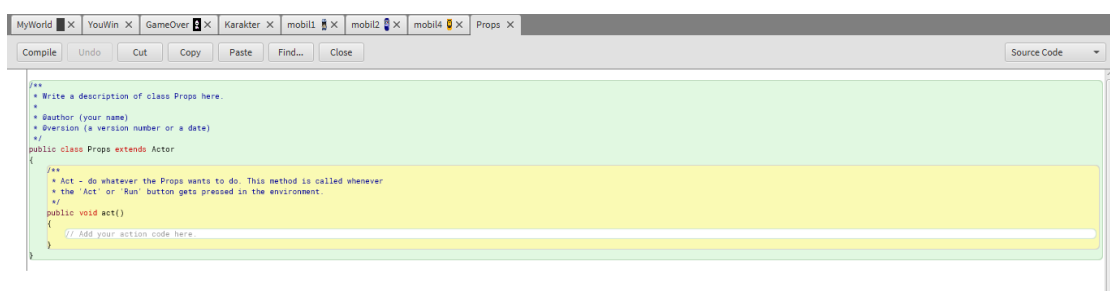 MyWorld X YouWin X GameOver X Karakter X mobil1 X mobil2 X mobil4 X Props X
Compile Undo Cut Copy Paste Find... Close Source Code
/**
 * Write a description of class Props here.
 *
 * @author (your name)
 * @version (a version number or a date)
 */
public class Props extends Actor
{
/**
 * Act - do whatever the Props wants to do. This method is called whenever
 * the 'Act' or 'Run' button gets pressed in the environment.
 */
public void act()
{
// Add your action code here.
}
}